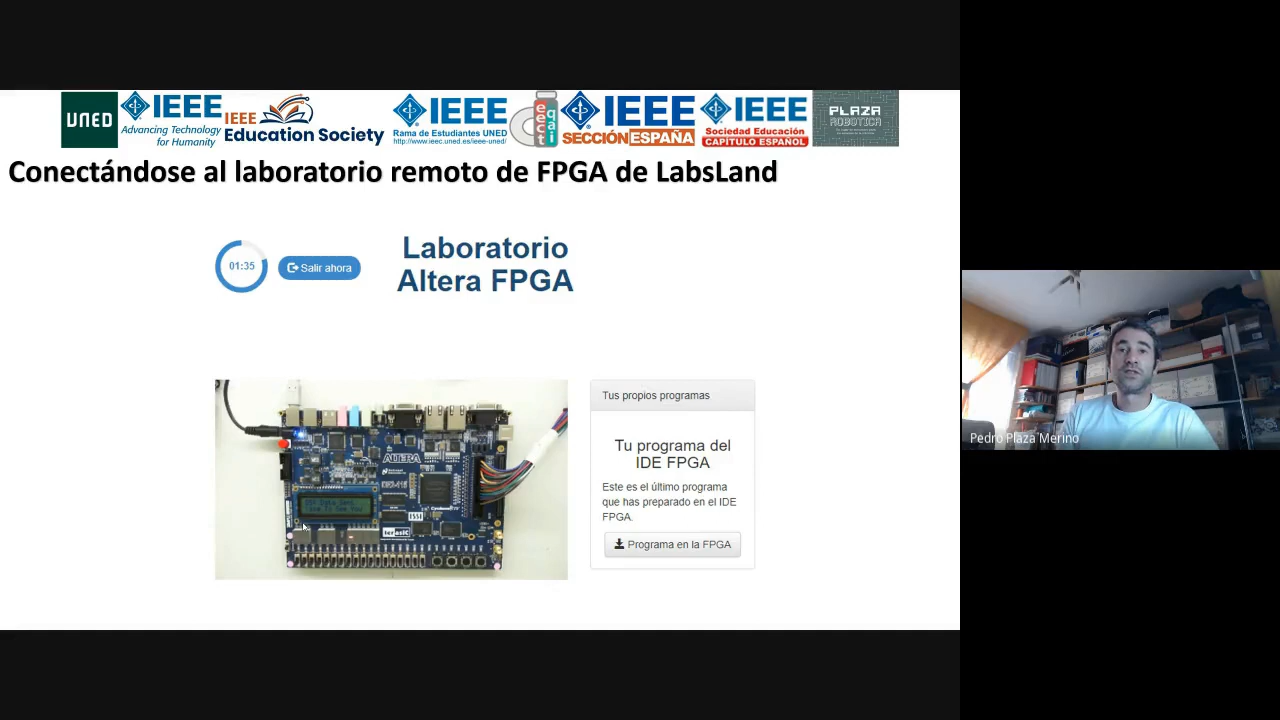 UNED
IEEE
Advancing Technology
for Humanity
IEEE
Education Society
IEEE
Rama de Estudiantes UNED
http://www.ieec.uned.es/ieee-uned/
IEEE
SECCIÓN ESPAÑA
IEEE
Sociedad Educación
CAPÍTULO ESPAÑOL
PLAZA
ROBÓTICA
Conectándose al laboratorio remoto de FPGA de LabsLand
01:35
Salir ahora
Laboratorio
Altera FPGA
ALTERA
terasIC
Tus propios programas
Tu programa del
IDE FPGA
Este es el último programa
que has preparado en el IDE
FPGA.
Programa en la FPGA
Pedro Plaza Merino